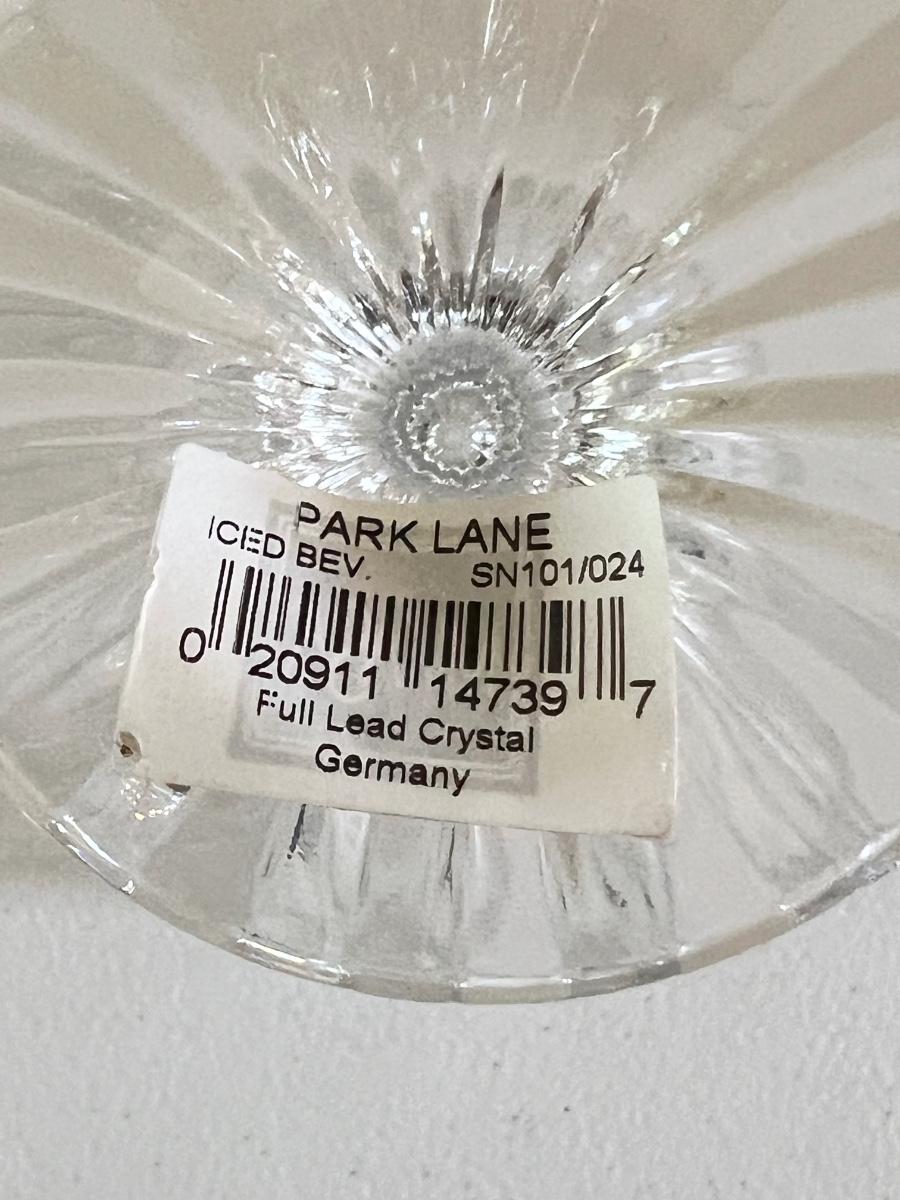 PARK LANE
ICED BEV. SN101/024
0 20911 14739 7
Full Lead Crystal
Germany